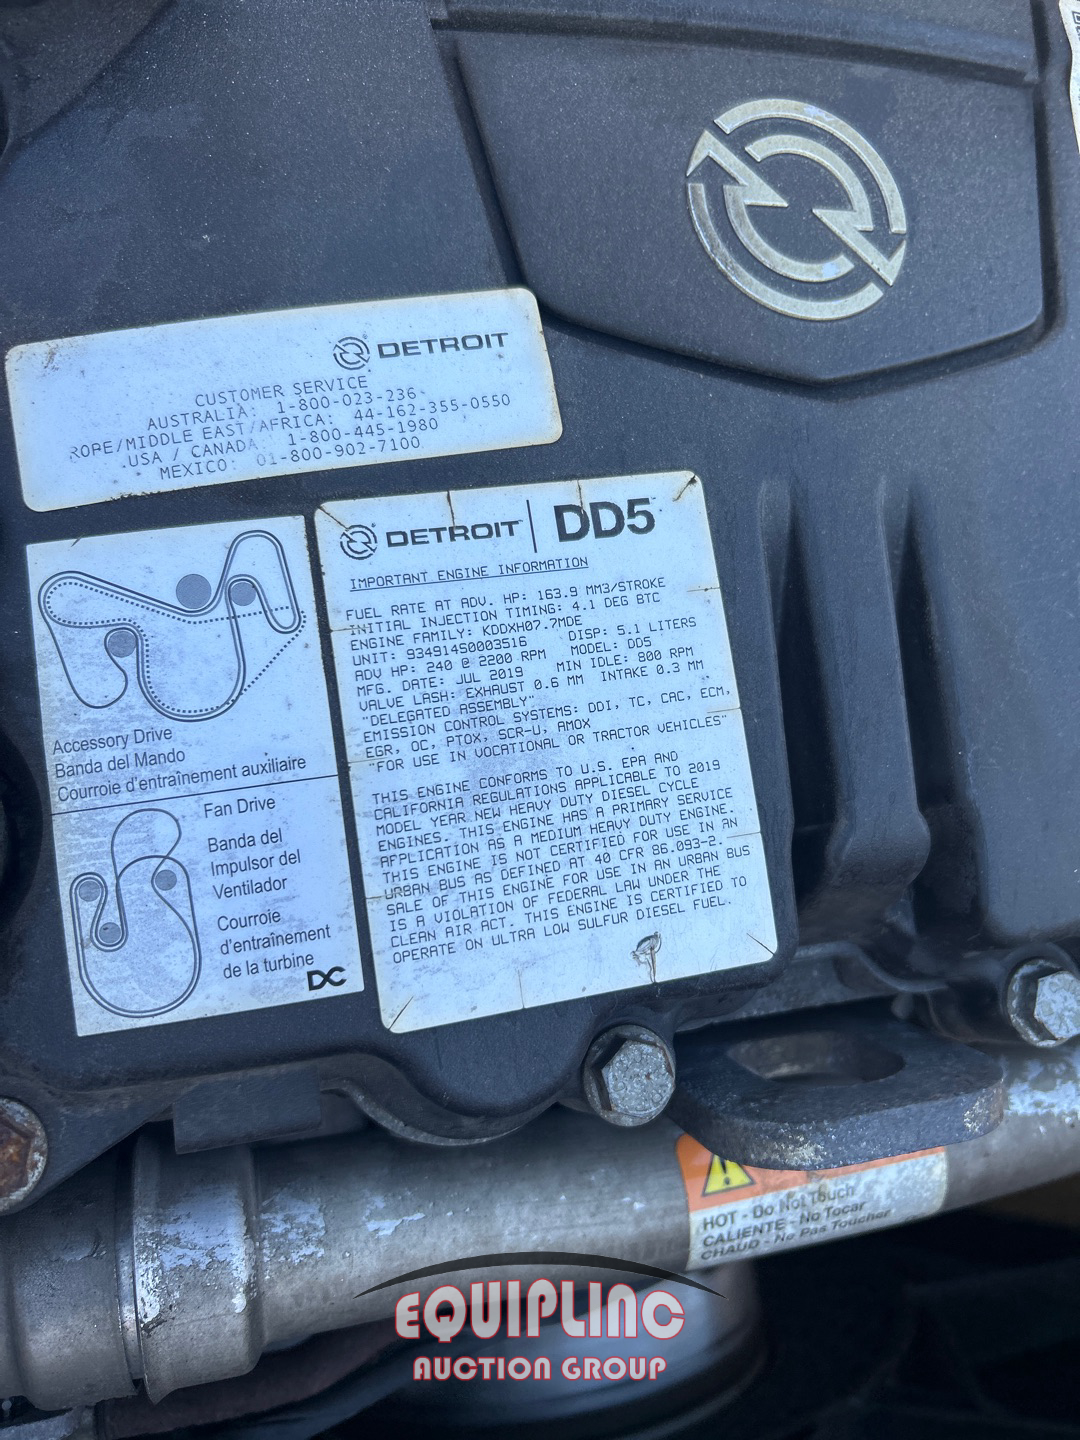 DETROIT
CUSTOMER SERVICE
AUSTRALIA: 1-800-023-236
ROPE/MIDDLE EAST/AFRICA: 44-162-355-0550
USA / CANADA 1-800-445-1980
MEXICO: 01-800-902-7100
DETROIT DD5
IMPORTANT ENGINE INFORMATION
FUEL RATE AT ADV. HP: 163.9 MM3/STROKE
INITIAL INJECTION TIMING: 4.1 DEG BTC
ENGINE FAMILY: KDDXH07.7MDE
UNIT: 934914S0003516 DISP: 5.1 LITERS
ADV HP: 240 @ 2200 RPM MODEL: DD5
MFG. DATE: JUL 2019 MIN IDLE: 800 RPM
VALVE LASH: EXHAUST 0.6 MM INTAKE 0.3 MM
"DELEGATED ASSEMBLY"
EMISSION CONTROL SYSTEMS: DDI, TC, CAC, ECM,
EGR, OC, PTOX, SCR-U, AMOX
"FOR USE IN VOCATIONAL OR TRACTOR VEHICLES"
THIS ENGINE CONFORMS TO U.S. EPA AND
CALIFORNIA REGULATIONS APPLICABLE TO 2019
MODEL YEAR NEW HEAVY DUTY DIESEL CYCLE
ENGINES. THIS ENGINE HAS A PRIMARY SERVICE
APPLICATION AS A MEDIUM HEAVY DUTY ENGINE.
THIS ENGINE IS NOT CERTIFIED FOR USE IN AN
URBAN BUS AS DEFINED AT 40 CFR 86.093-2.
SALE OF THIS ENGINE FOR USE IN AN URBAN BUS
IS A VIOLATION OF FEDERAL LAW UNDER THE
CLEAN AIR ACT. THIS ENGINE IS CERTIFIED TO
OPERATE ON ULTRA LOW SULFUR DIESEL FUEL.
Accessory Drive
Banda del Mando
Courroie d'entraînement auxiliaire
Fan Drive
Banda del
Impulsor del
Ventilador
Courroie
d'entraînement
de la turbine
DC
HOT - Do Not Touch
CALIENTE - No Tocar
CHAUD - Ne Pas Toucher
EQUIPLINC
AUCTION GROUP